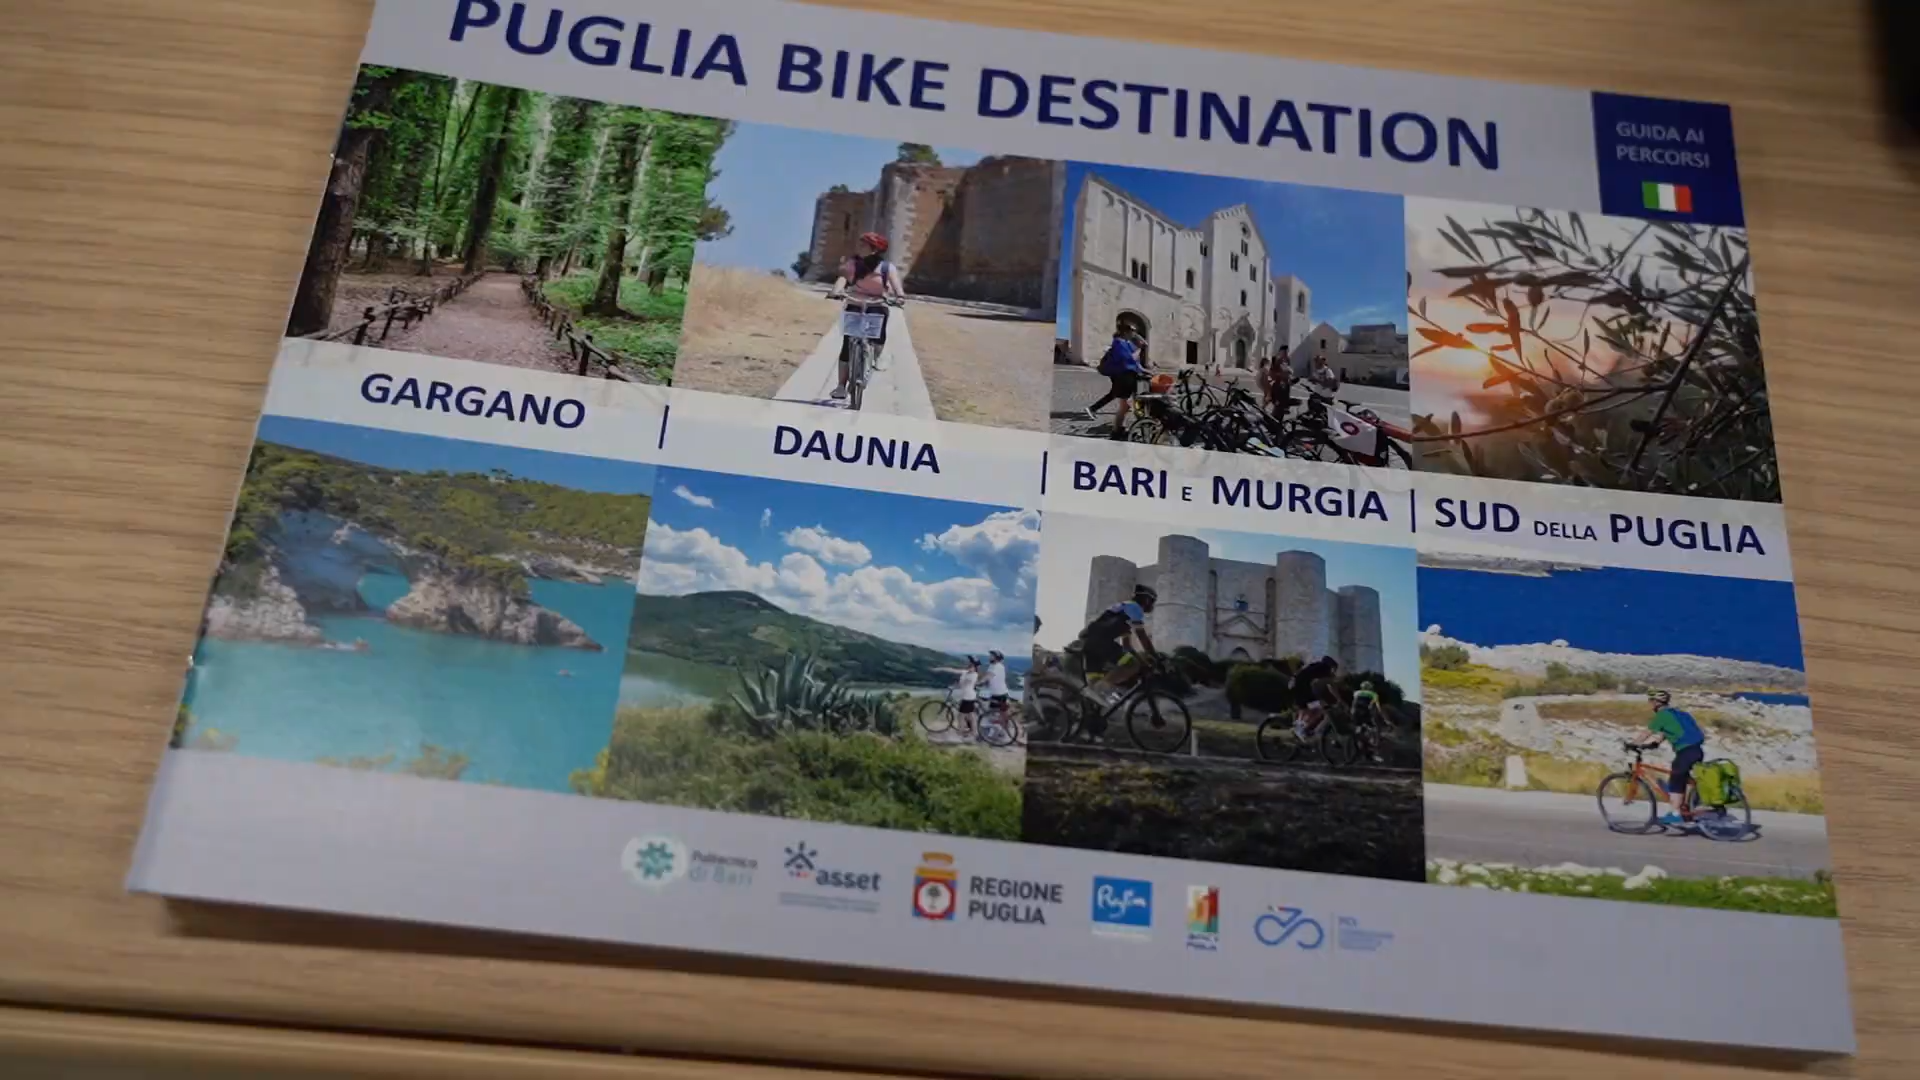 PUGLIA BIKE DESTINATION
GUIDA AI
PERCORSI
GARGANO | DAUNIA | BARI E MURGIA | SUD DELLA PUGLIA
Politecnico
di Bari
asset
REGIONE
PUGLIA
Puglia